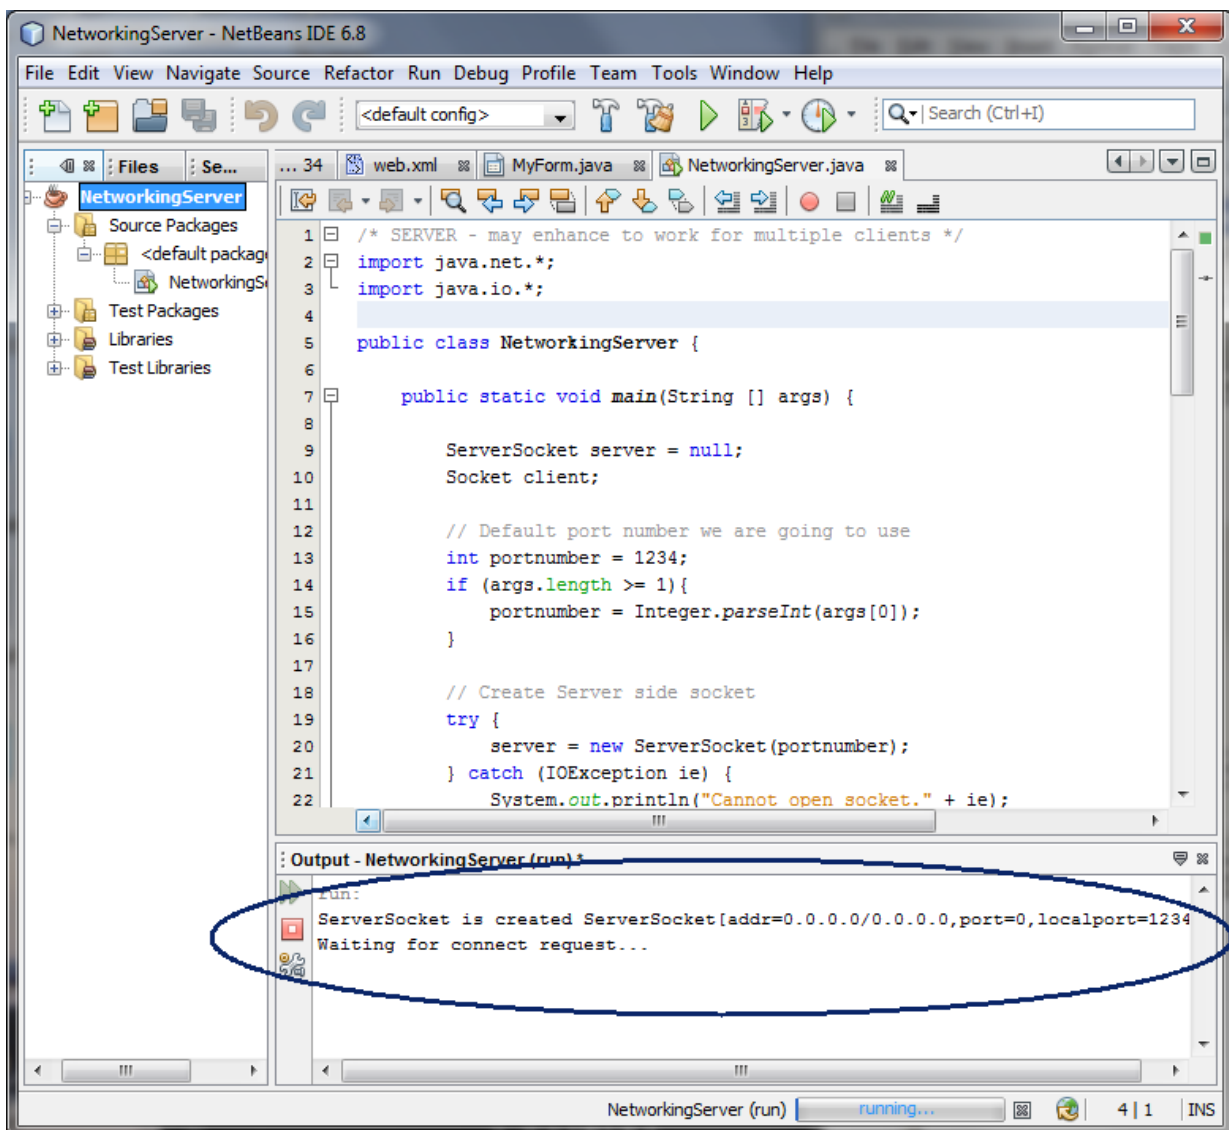 NetworkingServer - NetBeans IDE 6.8
File Edit View Navigate Source Refactor Run Debug Profile Team Tools Window Help
<default config>
Search (Ctrl+I)
Files Se...
... 34 web.xml MyForm.java NetworkingServer.java
NetworkingServer
Source Packages
<default packag
NetworkingS
Test Packages
Libraries
Test Libraries
1 /* SERVER - may enhance to work for multiple clients */
2 import java.net.*;
3 import java.io.*;
4
5 public class NetworkingServer {
6
7 public static void main(String [] args) {
8
9 ServerSocket server = null;
10 Socket client;
11
12 // Default port number we are going to use
13 int portnumber = 1234;
14 if (args.length >= 1){
15 portnumber = Integer.parseInt(args[0]);
16 }
17
18 // Create Server side socket
19 try {
20 server = new ServerSocket(portnumber);
21 } catch (IOException ie) {
22 System.out.println("Cannot open socket." + ie);
Output - NetworkingServer (run) *
run:
ServerSocket is created ServerSocket[addr=0.0.0.0/0.0.0.0,port=0,localport=1234
Waiting for connect request...
NetworkingServer (run) running... 4|1 INS